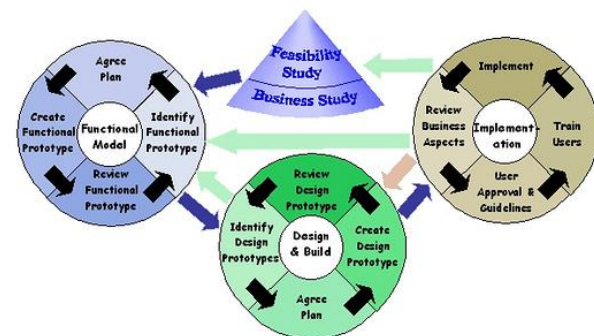 Feasibility
Study
Business Study
Agree
Plan
Create
Functional
Prototype
Functional
Model
Identify
Functional
Prototype
Review
Functional
Prototype
Implement
Review
Business
Aspects
Implement-
ation
Train
Users
User
Approval &
Guidelines
Review
Design
Prototype
Identify
Design
Prototypes
Design
& Build
Create
Design
Prototype
Agree
Plan